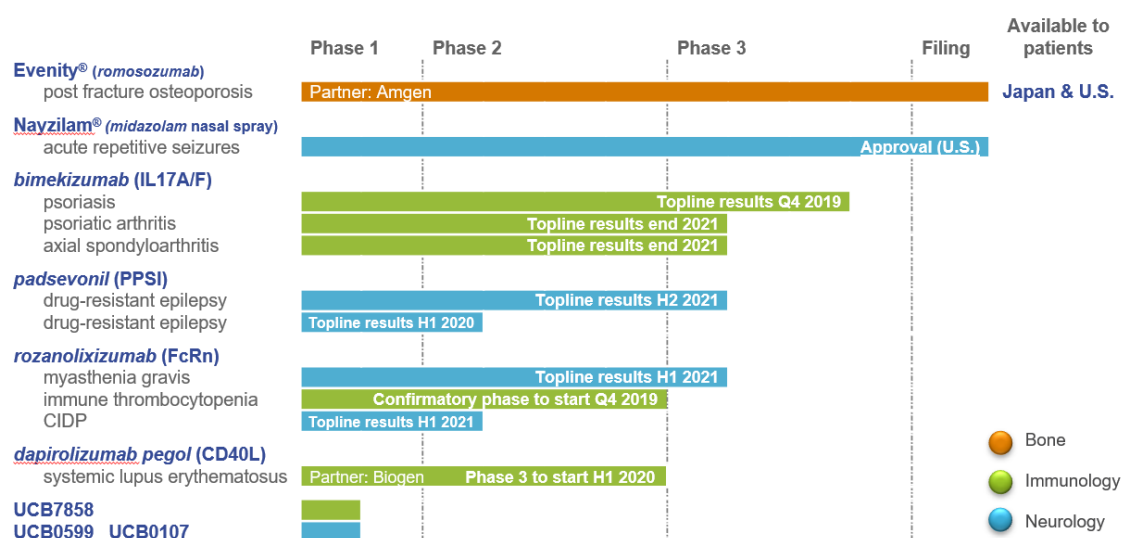 Available to
patients
Phase 1 Phase 2 Phase 3 Filing
Evenity® (romosozumab)
post fracture osteoporosis Partner: Amgen Japan & U.S.
Nayzilam® (midazolam nasal spray)
acute repetitive seizures Approval (U.S.)
bimekizumab (IL17A/F)
psoriasis Topline results Q4 2019
psoriatic arthritis Topline results end 2021
axial spondyloarthritis Topline results end 2021
padsevonil (PPSI)
drug-resistant epilepsy Topline results H2 2021
drug-resistant epilepsy Topline results H1 2020
rozanolixizumab (FcRn)
myasthenia gravis Topline results H1 2021
immune thrombocytopenia Confirmatory phase to start Q4 2019
CIDP Topline results H1 2021
dapirolizumab pegol (CD40L)
systemic lupus erythematosus Partner: Biogen Phase 3 to start H1 2020
UCB7858
UCB0599 UCB0107
Bone
Immunology
Neurology